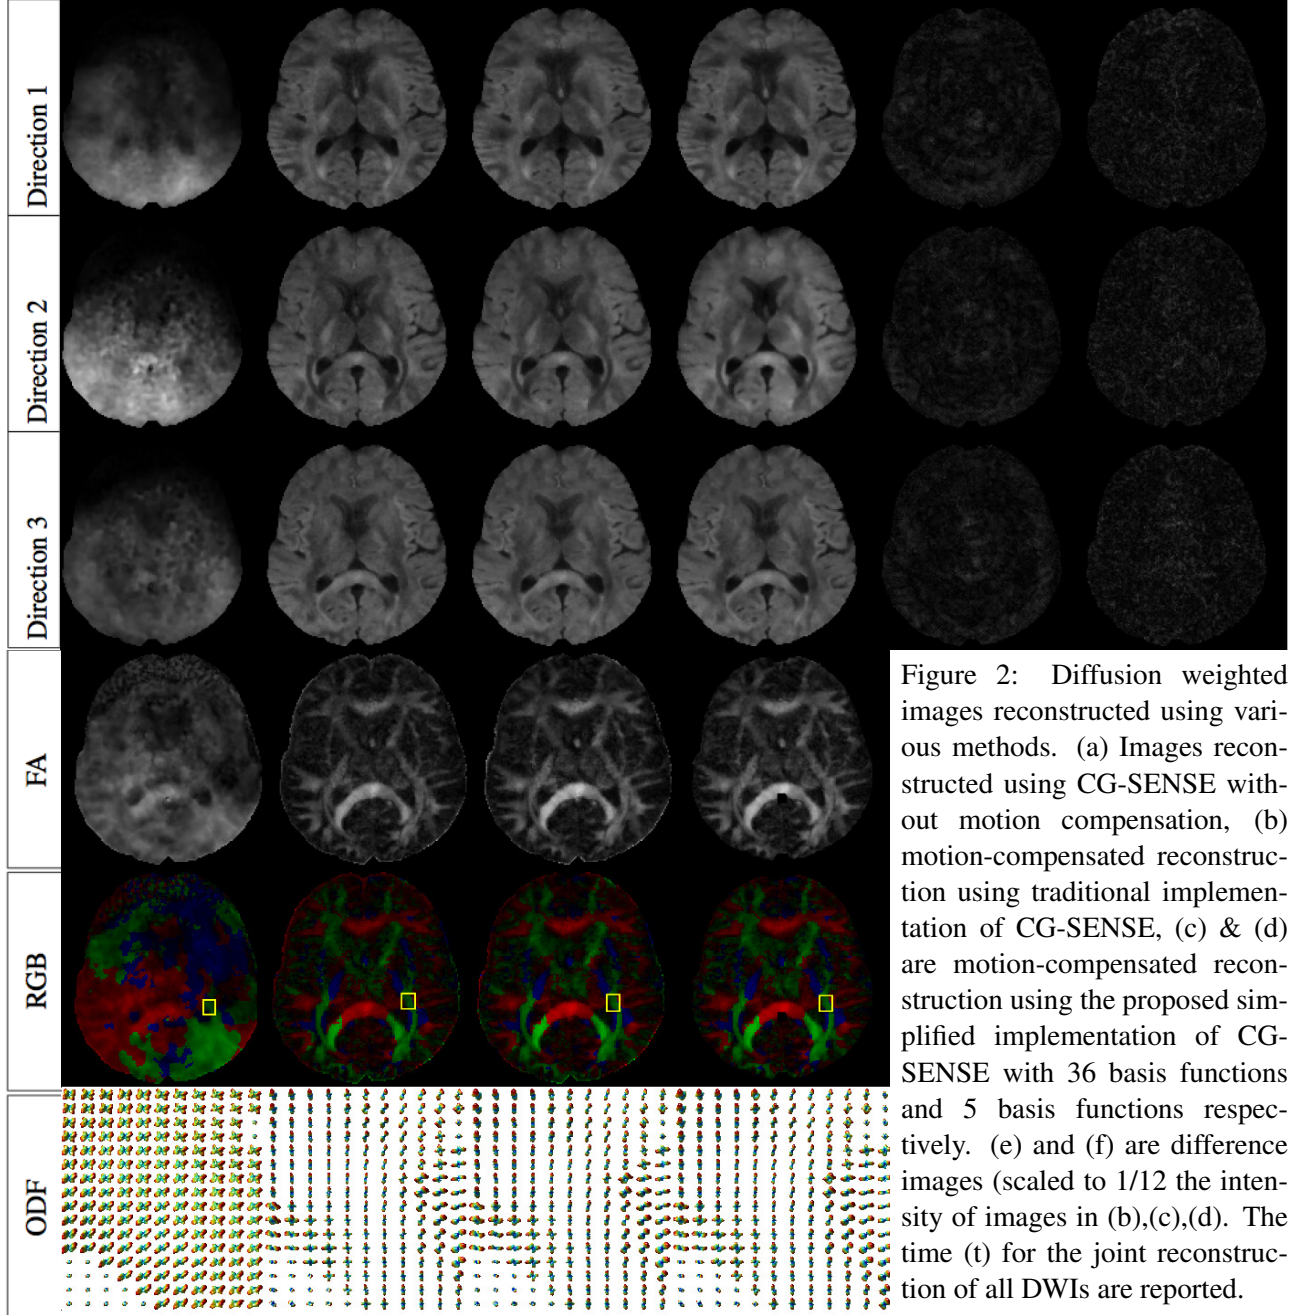 Direction 1
Direction 2
Direction 3
FA
RGB
ODF
Figure 2: Diffusion weighted
images reconstructed using vari-
ous methods. (a) Images recon-
structed using CG-SENSE with-
out motion compensation, (b)
motion-compensated reconstruc-
tion using traditional implemen-
tation of CG-SENSE, (c) & (d)
are motion-compensated recon-
struction using the proposed sim-
plified implementation of CG-
SENSE with 36 basis functions
and 5 basis functions respec-
tively. (e) and (f) are difference
images (scaled to 1/12 the inten-
sity of images in (b),(c),(d). The
time (t) for the joint reconstruc-
tion of all DWIs are reported.